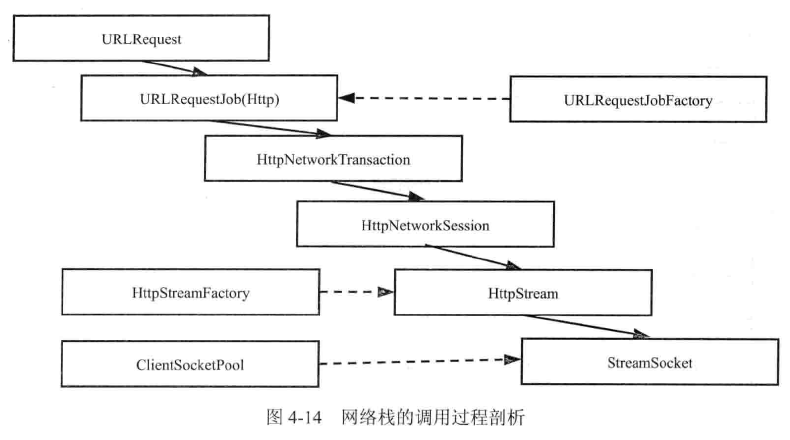 URLRequest
URLRequestJob(Http)
URLRequestJobFactory
HttpNetworkTransaction
HttpNetworkSession
HttpStreamFactory
HttpStream
ClientSocketPool
StreamSocket
图 4-14 网络栈的调用过程剖析